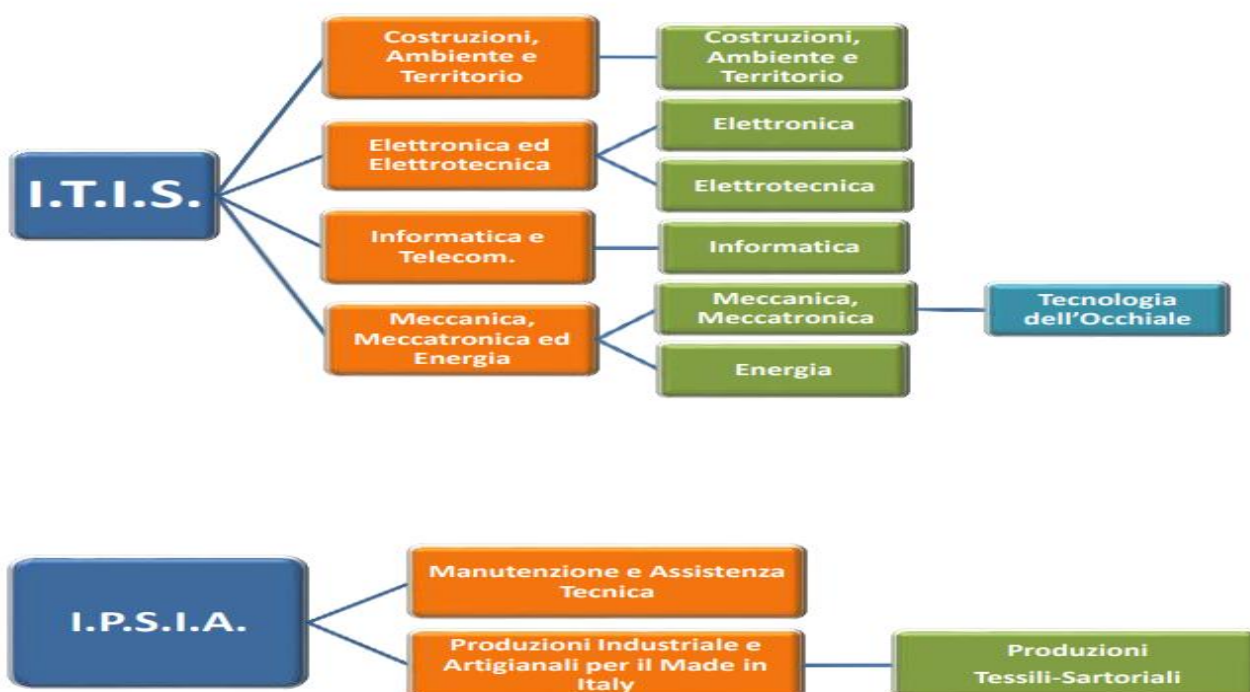 Costruzioni,
Ambiente e
Territorio
Costruzioni,
Ambiente e
Territorio
I.T.I.S.
Elettronica ed
Elettrotecnica
Elettronica
Elettrotecnica
Informatica e
Telecom.
Informatica
Meccanica,
Meccatronica ed
Energia
Meccanica,
Meccatronica
Tecnologia
dell'Occhiale
Energia
I.P.S.I.A.
Manutenzione e Assistenza
Tecnica
Produzioni Industriale e
Artigianali per il Made in
Italy
Produzioni
Tessili-Sartoriali